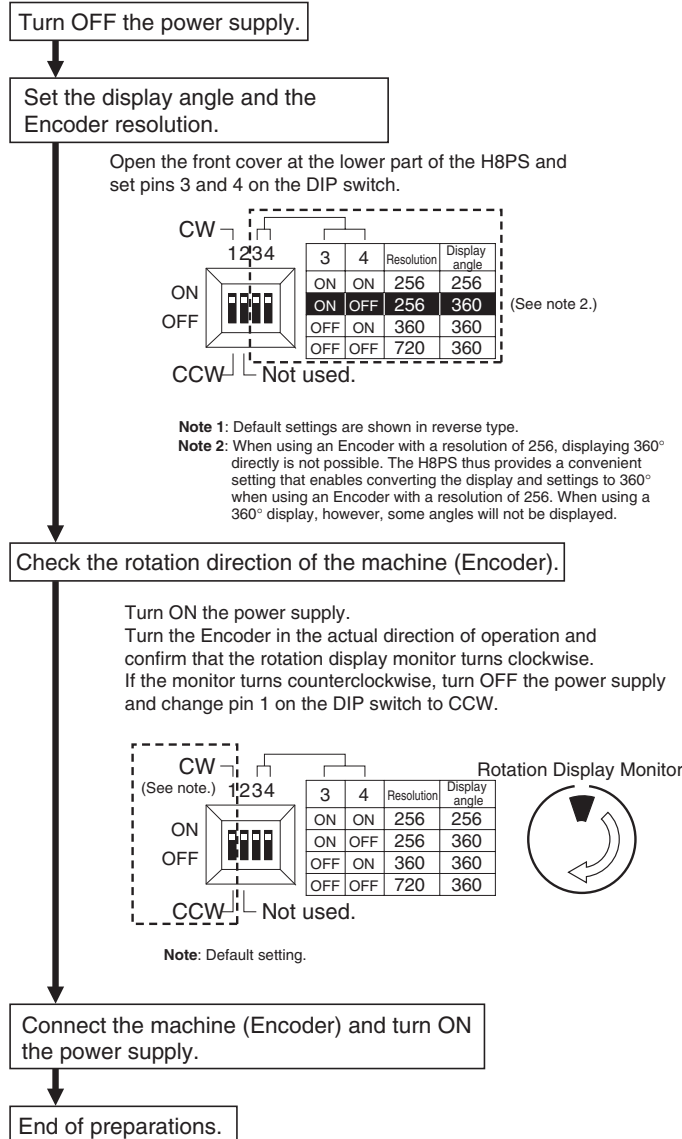 Turn OFF the power supply.
Set the display angle and the
Encoder resolution.
Open the front cover at the lower part of the H8PS and
set pins 3 and 4 on the DIP switch.
CW
1234
ON
OFF
CCW
Not used.
3 4 Resolution Display angle
ON ON 256 256
ON OFF 256 360
OFF ON 360 360
OFF OFF 720 360
(See note 2.)
Note 1: Default settings are shown in reverse type.
Note 2: When using an Encoder with a resolution of 256, displaying 360°
directly is not possible. The H8PS thus provides a convenient
setting that enables converting the display and settings to 360°
when using an Encoder with a resolution of 256. When using a
360° display, however, some angles will not be displayed.
Check the rotation direction of the machine (Encoder).
Turn ON the power supply.
Turn the Encoder in the actual direction of operation and
confirm that the rotation display monitor turns clockwise.
If the monitor turns counterclockwise, turn OFF the power supply
and change pin 1 on the DIP switch to CCW.
CW
(See note.)
1234
ON
OFF
CCW
Not used.
3 4 Resolution Display angle
ON ON 256 256
ON OFF 256 360
OFF ON 360 360
OFF OFF 720 360
Rotation Display Monitor
Note: Default setting.
Connect the machine (Encoder) and turn ON
the power supply.
End of preparations.